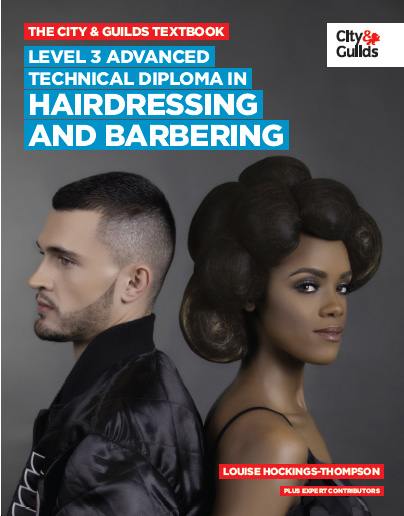 THE CITY & GUILDS TEXTBOOK
City&
Guilds
LEVEL 3 ADVANCED
TECHNICAL DIPLOMA IN
HAIRDRESSING
AND BARBERING
LOUISE HOCKINGS-THOMPSON
PLUS EXPERT CONTRIBUTORS